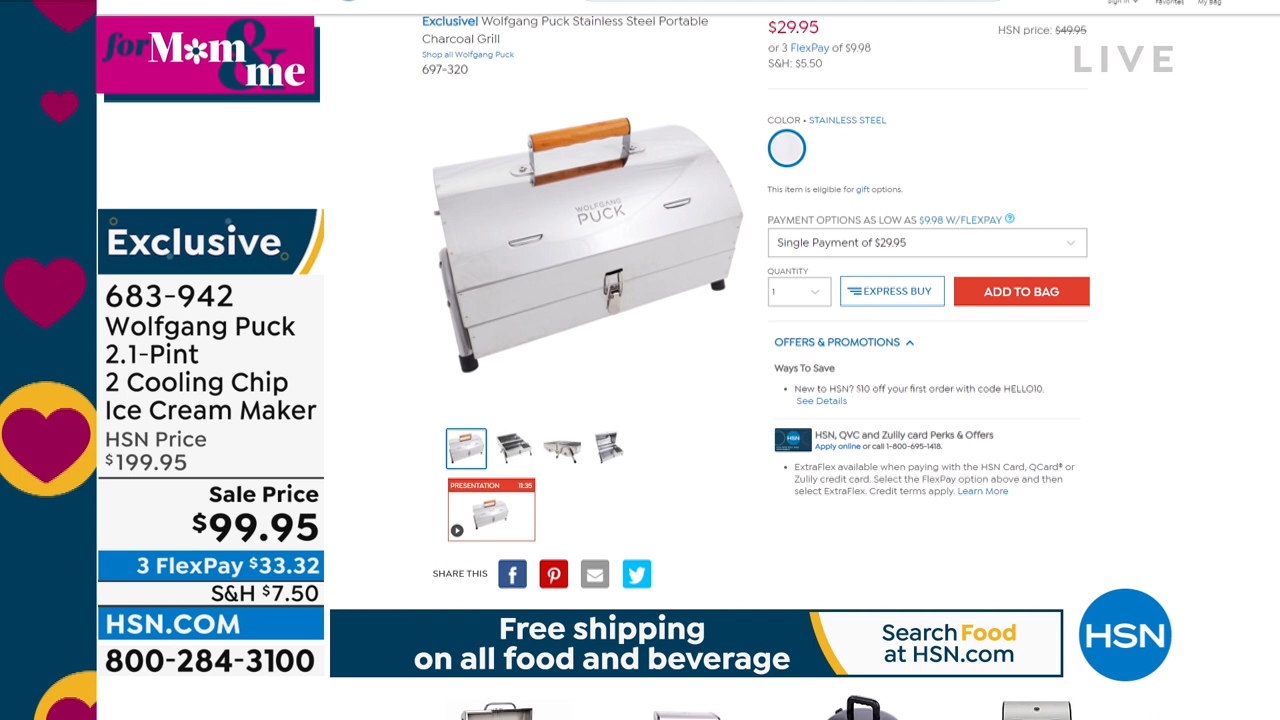 for Mom & me
Exclusive
683-942
Wolfgang Puck
2.1-Pint
2 Cooling Chip
Ice Cream Maker
HSN Price
$199.95
Sale Price
$99.95
3 FlexPay $33.32
S&H $7.50
HSN.COM
800-284-3100
Sign in
Favorites
My Bag
Exclusive! Wolfgang Puck Stainless Steel Portable
Charcoal Grill
Shop all Wolfgang Puck
697-320
WOLFGANG
PUCK
PRESENTATION 11:35
SHARE THIS
$29.95
HSN price: $49.95
or 3 FlexPay of $9.98
S&H: $5.50
LIVE
COLOR • STAINLESS STEEL
This item is eligible for gift options.
PAYMENT OPTIONS AS LOW AS $9.98 W/FLEXPAY ?
Single Payment of $29.95
QUANTITY
1
EXPRESS BUY
ADD TO BAG
OFFERS & PROMOTIONS
Ways To Save
• New to HSN? $10 off your first order with code HELLO10.
See Details
HSN
HSN, QVC and Zulily card Perks & Offers
Apply online or call 1-800-695-1418.
• ExtraFlex available when paying with the HSN Card, QCard® or
Zulily credit card. Select the FlexPay option above and then
select ExtraFlex. Credit terms apply. Learn More
Free shipping
on all food and beverage
Search Food
at HSN.com
HSN